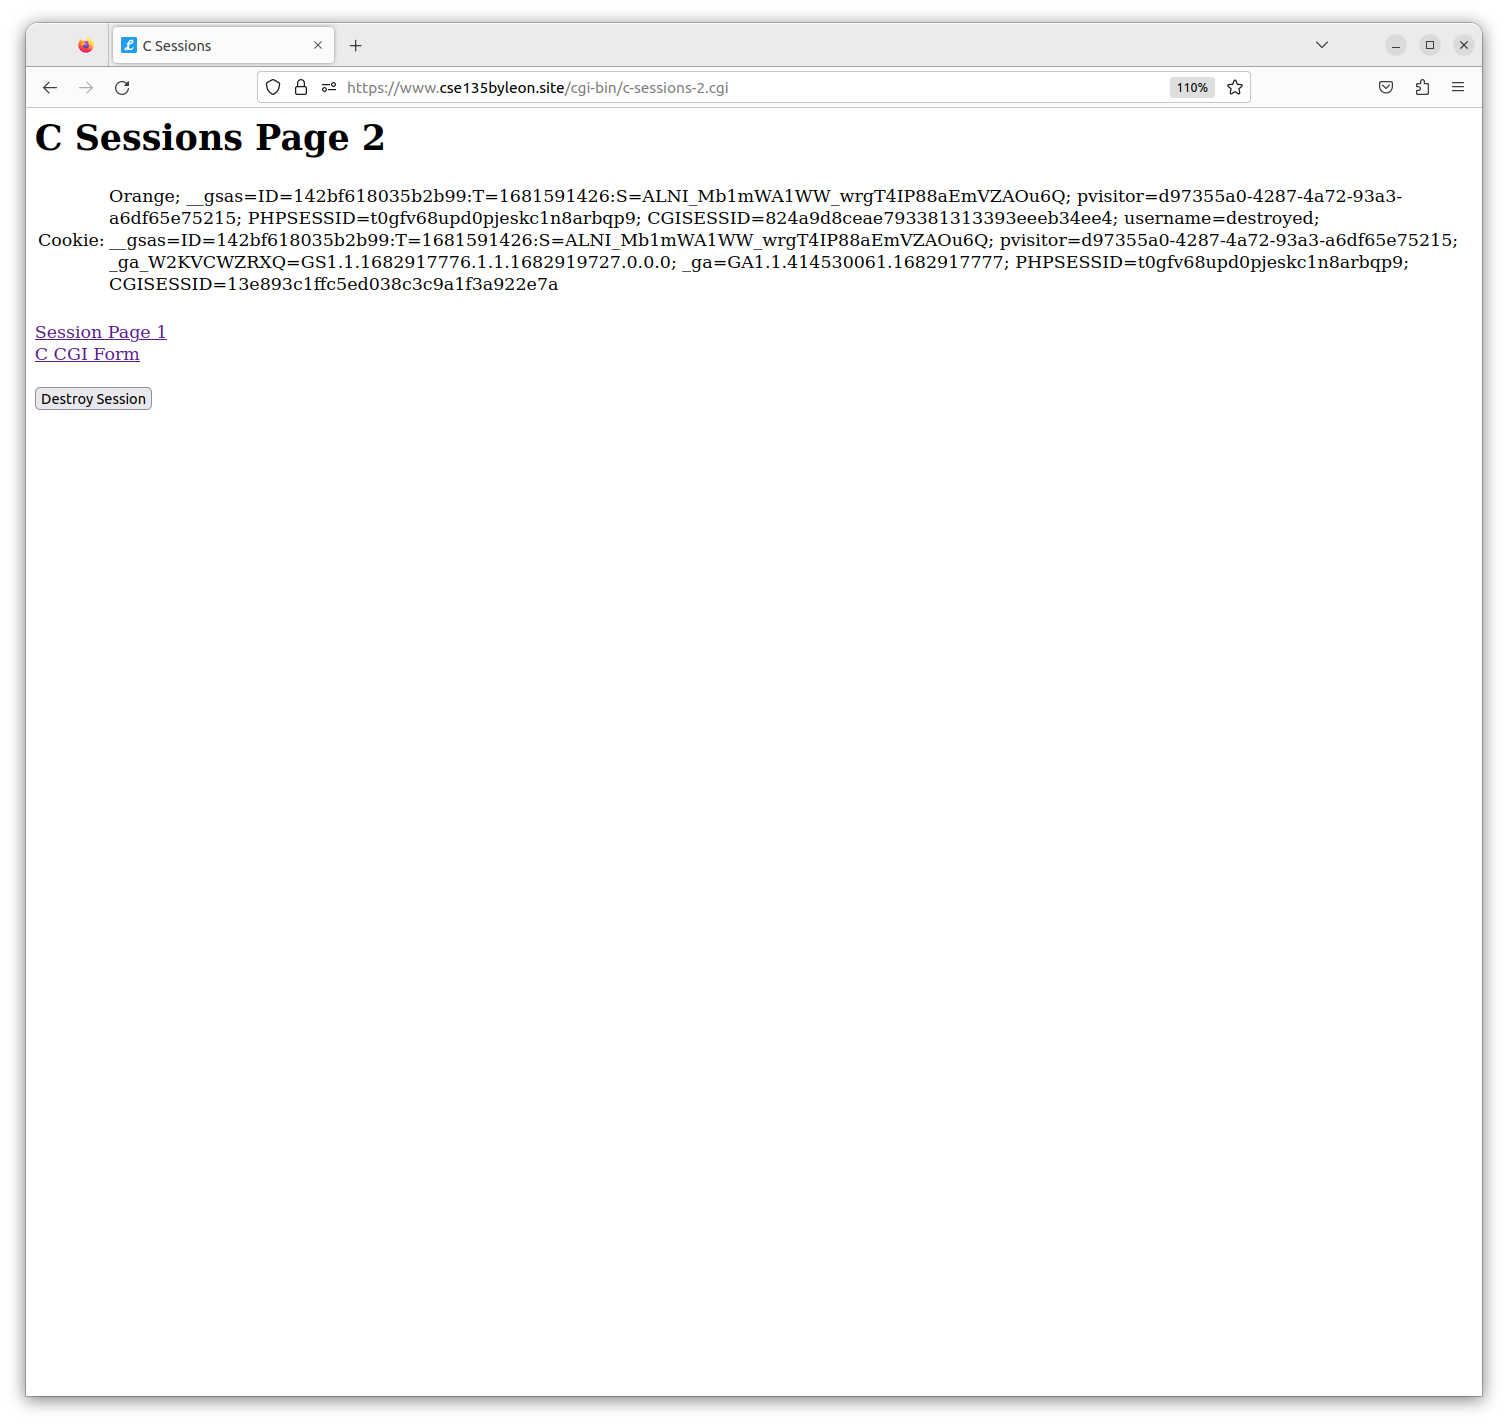 C Sessions
https://www.cse135byleon.site/cgi-bin/c-sessions-2.cgi
110%
C Sessions Page 2
Orange; __gsas=ID=142bf618035b2b99:T=1681591426:S=ALNI_Mb1mWA1WW_wrgT4IP88aEmVZAOu6Q; pvisitor=d97355a0-4287-4a72-93a3-
a6df65e75215; PHPSESSID=t0gfv68upd0pjeskc1n8arbqp9; CGISESSID=824a9d8ceae793381313393eeeb34ee4; username=destroyed;
Cookie: __gsas=ID=142bf618035b2b99:T=1681591426:S=ALNI_Mb1mWA1WW_wrgT4IP88aEmVZAOu6Q; pvisitor=d97355a0-4287-4a72-93a3-a6df65e75215;
_ga_W2KVCWZRXQ=GS1.1.1682917776.1.1.1682919727.0.0.0; _ga=GA1.1.414530061.1682917777; PHPSESSID=t0gfv68upd0pjeskc1n8arbqp9;
CGISESSID=13e893c1ffc5ed038c3c9a1f3a922e7a
Session Page 1
C CGI Form
Destroy Session